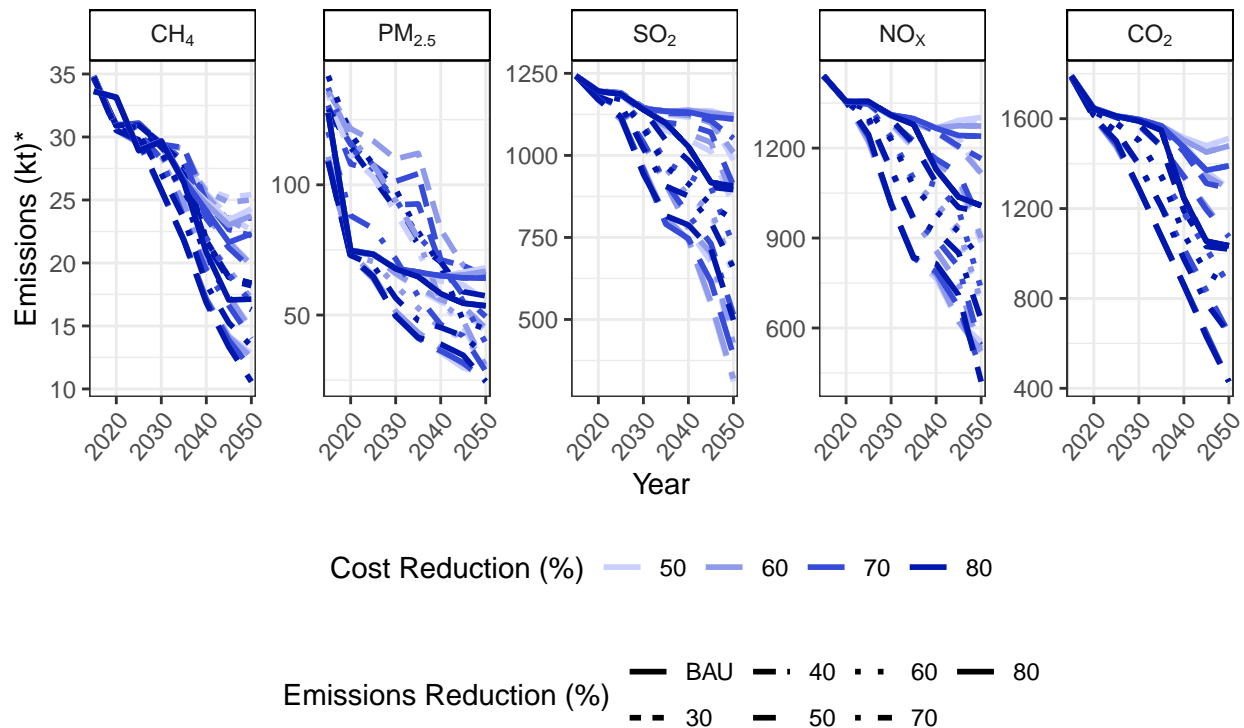 CH₄ PM₂.₅ SO₂ NOₓ CO₂
Emissions (kt)*
35
30
25
20
15
10
100
50
1250
1000
750
500
1200
900
600
1600
1200
800
400
2020 2030 2040 2050 2020 2030 2040 2050 2020 2030 2040 2050 2020 2030 2040 2050 2020 2030 2040 2050
Year
Cost Reduction (%) 50 60 70 80
Emissions Reduction (%)
BAU 40 60 80
30 50 70